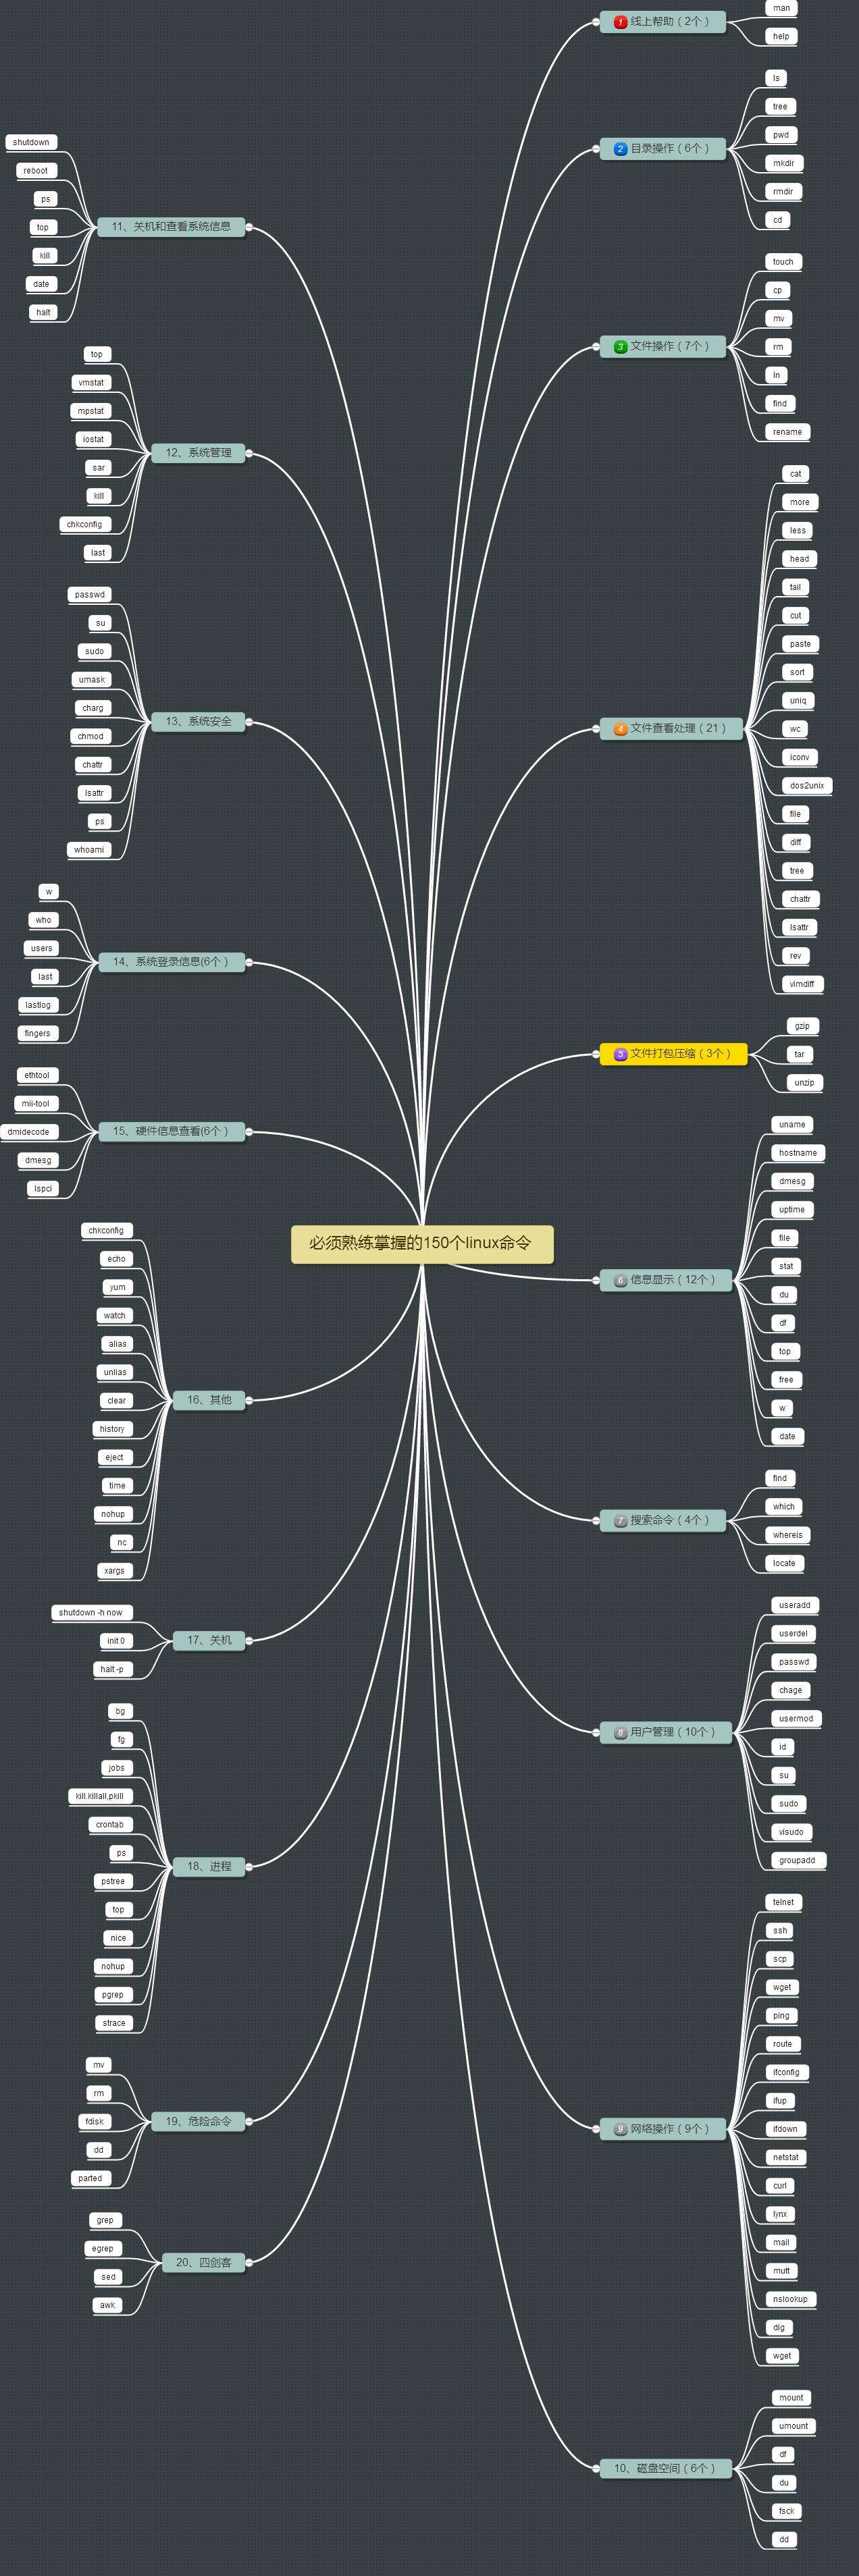 必须熟练掌握的150个linux命令
1 线上帮助（2个）
man
help
2 目录操作（6个）
ls
tree
pwd
mkdir
rmdir
cd
3 文件操作（7个）
touch
cp
mv
rm
ln
find
rename
4 文件查看处理（21）
cat
more
less
head
tail
cut
paste
sort
uniq
wc
iconv
dos2unix
file
diff
tree
chattr
lsattr
rev
vimdiff
5 文件打包压缩（3个）
gzip
tar
unzip
6 信息显示（12个）
uname
hostname
dmesg
uptime
file
stat
du
df
top
free
w
date
7 搜索命令（4个）
find
which
whereis
locate
8 用户管理（10个）
useradd
userdel
passwd
chage
usermod
id
su
sudo
visudo
groupadd
9 网络操作（9个）
telnet
ssh
scp
wget
ping
route
ifconfig
ifup
ifdown
netstat
curl
lynx
mail
mutt
nslookup
dig
wget
10、磁盘空间（6个）
mount
umount
df
du
fsck
dd
11、关机和查看系统信息
shutdown
reboot
ps
top
kill
date
halt
12、系统管理
top
vmstat
mpstat
iostat
sar
kill
chkconfig
last
13、系统安全
passwd
su
sudo
umask
charg
chmod
chattr
lsattr
ps
whoami
14、系统登录信息(6个）
w
who
users
last
lastlog
fingers
15、硬件信息查看(6个）
ethtool
mii-tool
dmidecode
dmesg
lspci
16、其他
chkconfig
echo
yum
watch
alias
unlias
clear
history
eject
time
nohup
nc
xargs
17、关机
shutdown -h now
init 0
halt -p
18、进程
bg
fg
jobs
kill.killall,pkill
crontab
ps
pstree
top
nice
nohup
pgrep
strace
19、危险命令
mv
rm
fdisk
dd
parted
20、四剑客
grep
egrep
sed
awk